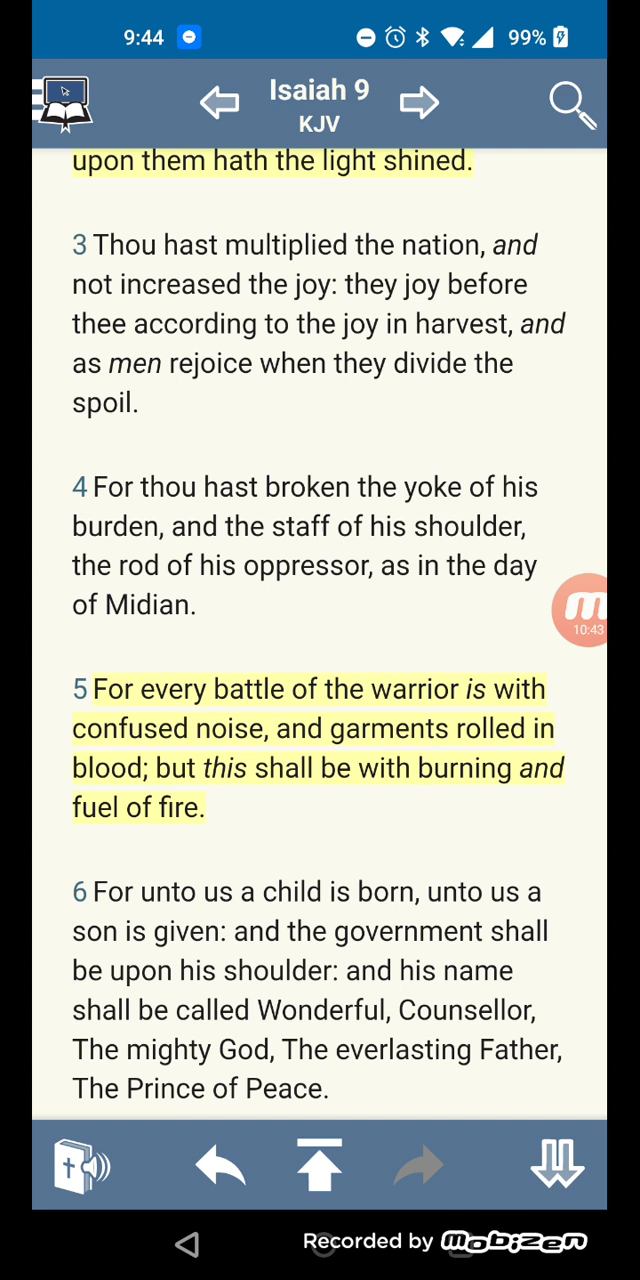 9:44
99%
Isaiah 9
KJV
upon them hath the light shined.
3 Thou hast multiplied the nation, and
not increased the joy: they joy before
thee according to the joy in harvest, and
as men rejoice when they divide the
spoil.
4 For thou hast broken the yoke of his
burden, and the staff of his shoulder,
the rod of his oppressor, as in the day
of Midian.
m
10:43
5 For every battle of the warrior is with
confused noise, and garments rolled in
blood; but this shall be with burning and
fuel of fire.
6 For unto us a child is born, unto us a
son is given: and the government shall
be upon his shoulder: and his name
shall be called Wonderful, Counsellor,
The mighty God, The everlasting Father,
The Prince of Peace.
Recorded by mobizen